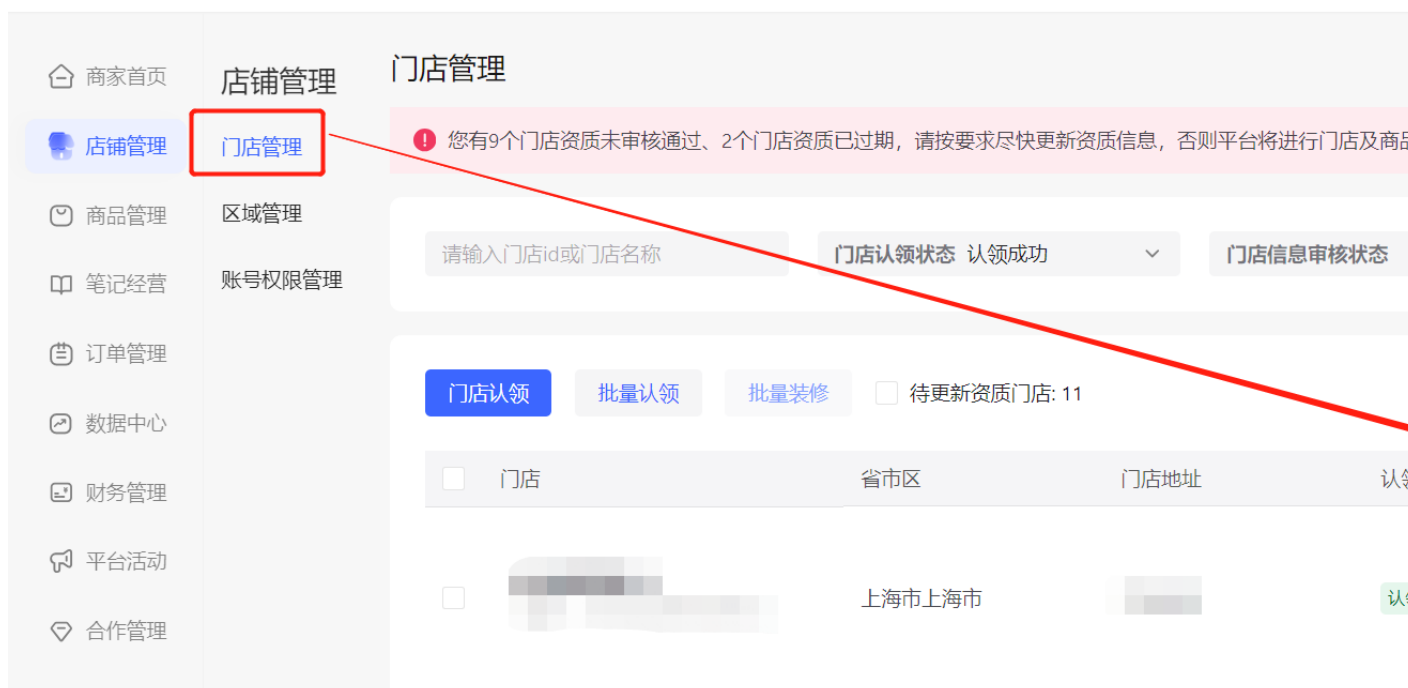 商家首页
店铺管理
商品管理
笔记经营
订单管理
数据中心
财务管理
平台活动
合作管理
店铺管理
门店管理
区域管理
账号权限管理
门店管理
您有9个门店资质未审核通过、2个门店资质已过期，请按要求尽快更新资质信息，否则平台将进行门店及商品
请输入门店id或门店名称
门店认领状态 认领成功
门店信息审核状态
门店认领
批量认领
批量装修
待更新资质门店: 11
门店 省市区 门店地址 认领
上海市上海市